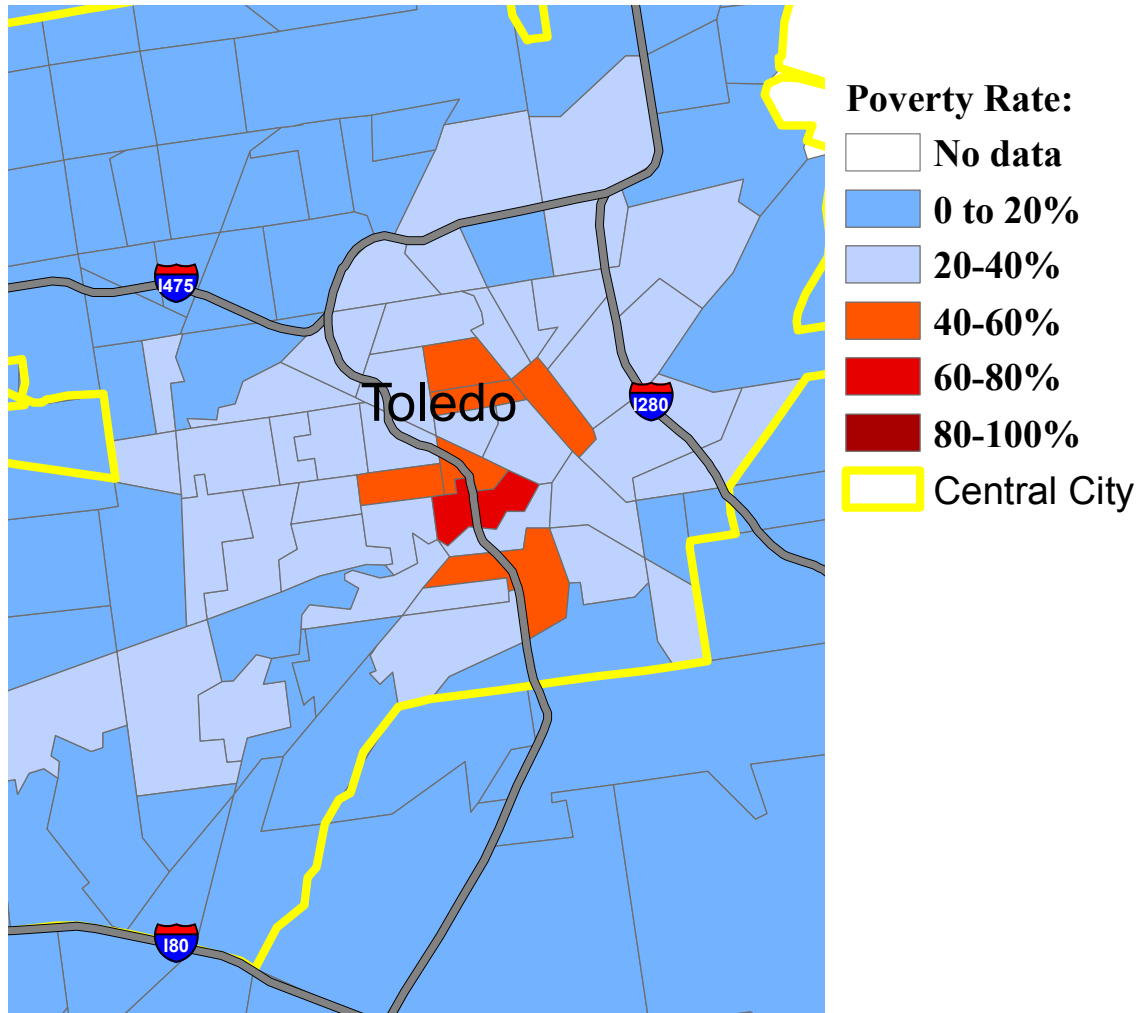 Poverty Rate:
No data
0 to 20%
20-40%
40-60%
60-80%
80-100%
Central City
I475
Toledo
I280
I80